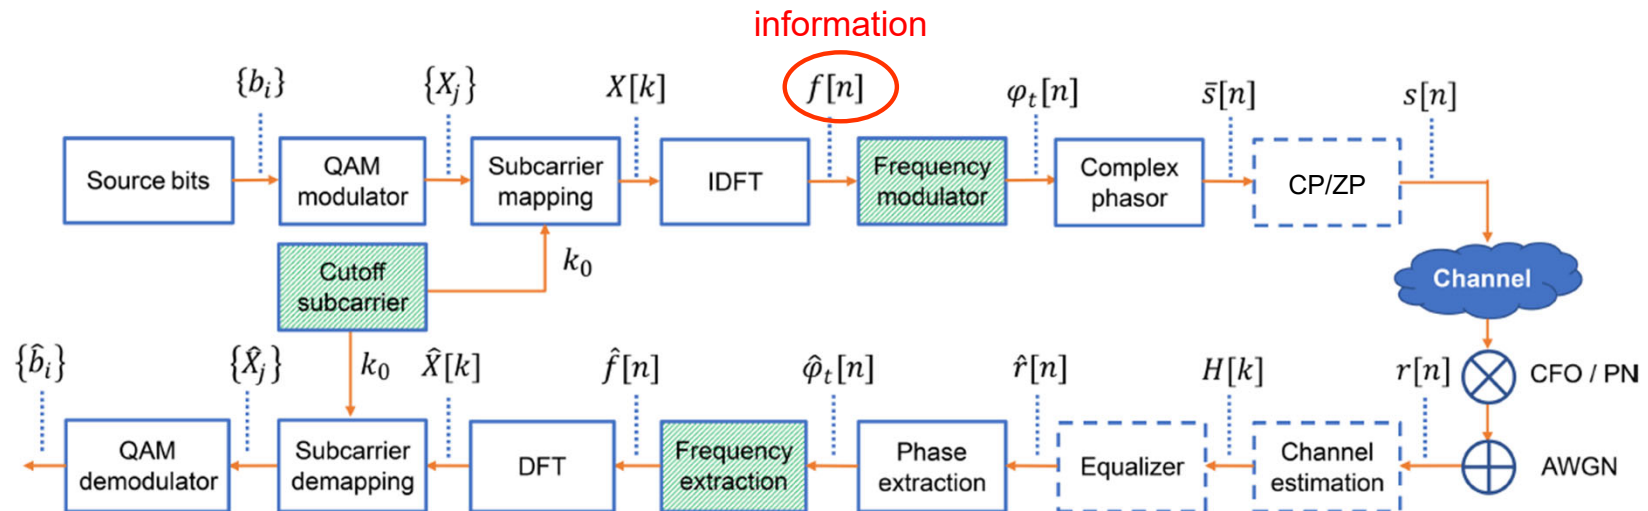 information
{b_i} {X_j} X[k] f[n] φ_t[n] s̄[n] s[n]
Source bits
QAM
modulator
Subcarrier
mapping
IDFT
Frequency
modulator
Complex
phasor
CP/ZP
Cutoff
subcarrier
k_0
Channel
{b̂_i} {X̂_j} k_0 X̂[k] f̂[n] φ̂_t[n] r̂[n] H[k] r[n]
CFO / PN
QAM
demodulator
Subcarrier
demapping
DFT
Frequency
extraction
Phase
extraction
Equalizer
Channel
estimation
AWGN